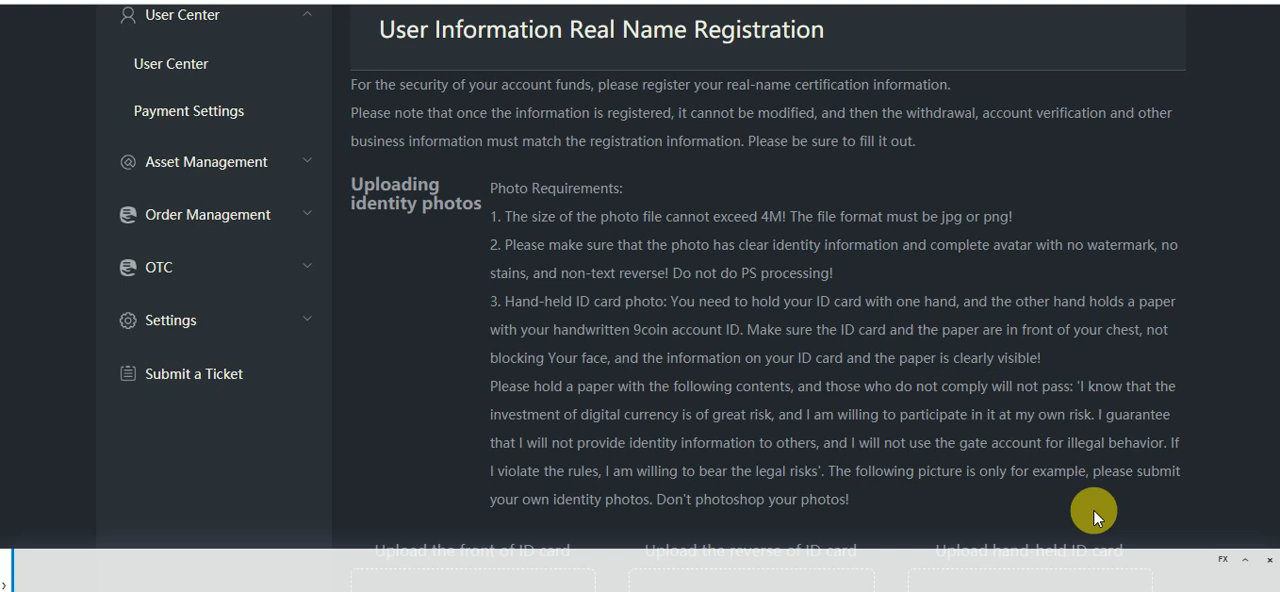 User Center
User Information Real Name Registration
User Center
Payment Settings
Asset Management
Order Management
OTC
Settings
Submit a Ticket
For the security of your account funds, please register your real-name certification information.
Please note that once the information is registered, it cannot be modified, and then the withdrawal, account verification and other
business information must match the registration information. Please be sure to fill it out.
Uploading
identity photos
Photo Requirements:
1. The size of the photo file cannot exceed 4M! The file format must be jpg or png!
2. Please make sure that the photo has clear identity information and complete avatar with no watermark, no
stains, and non-text reverse! Do not do PS processing!
3. Hand-held ID card photo: You need to hold your ID card with one hand, and the other hand holds a paper
with your handwritten 9coin account ID. Make sure the ID card and the paper are in front of your chest, not
blocking Your face, and the information on your ID card and the paper is clearly visible!
Please hold a paper with the following contents, and those who do not comply will not pass: 'I know that the
investment of digital currency is of great risk, and I am willing to participate in it at my own risk. I guarantee
that I will not provide identity information to others, and I will not use the gate account for illegal behavior. If
I violate the rules, I am willing to bear the legal risks'. The following picture is only for example, please submit
your own identity photos. Don't photoshop your photos!
Upload the front of ID card
Upload the reverse of ID card
Upload hand-held ID card
FX